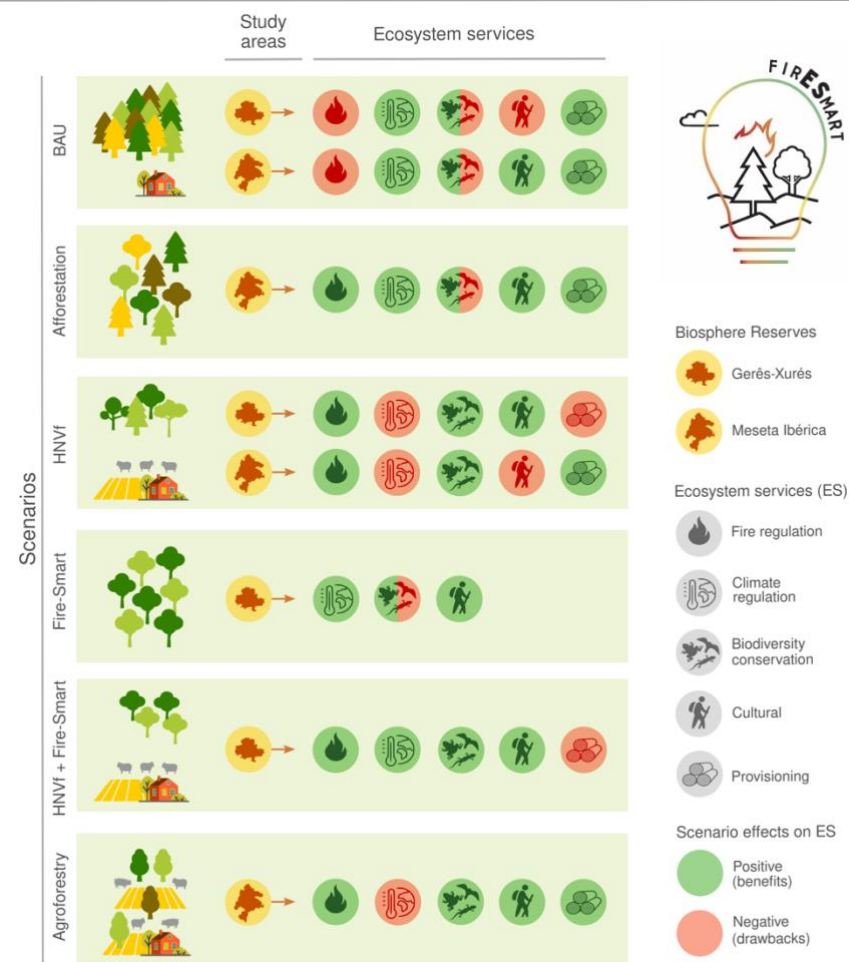 Study
areas
Ecosystem services
FIRESMART
Scenarios
BAU
Afforestation
HNVf
Fire-Smart
HNVf + Fire-Smart
Agroforestry
Biosphere Reserves
Gerês-Xurés
Meseta Ibérica
Ecosystem services (ES)
Fire regulation
Climate
regulation
Biodiversity
conservation
Cultural
Provisioning
Scenario effects on ES
Positive
(benefits)
Negative
(drawbacks)